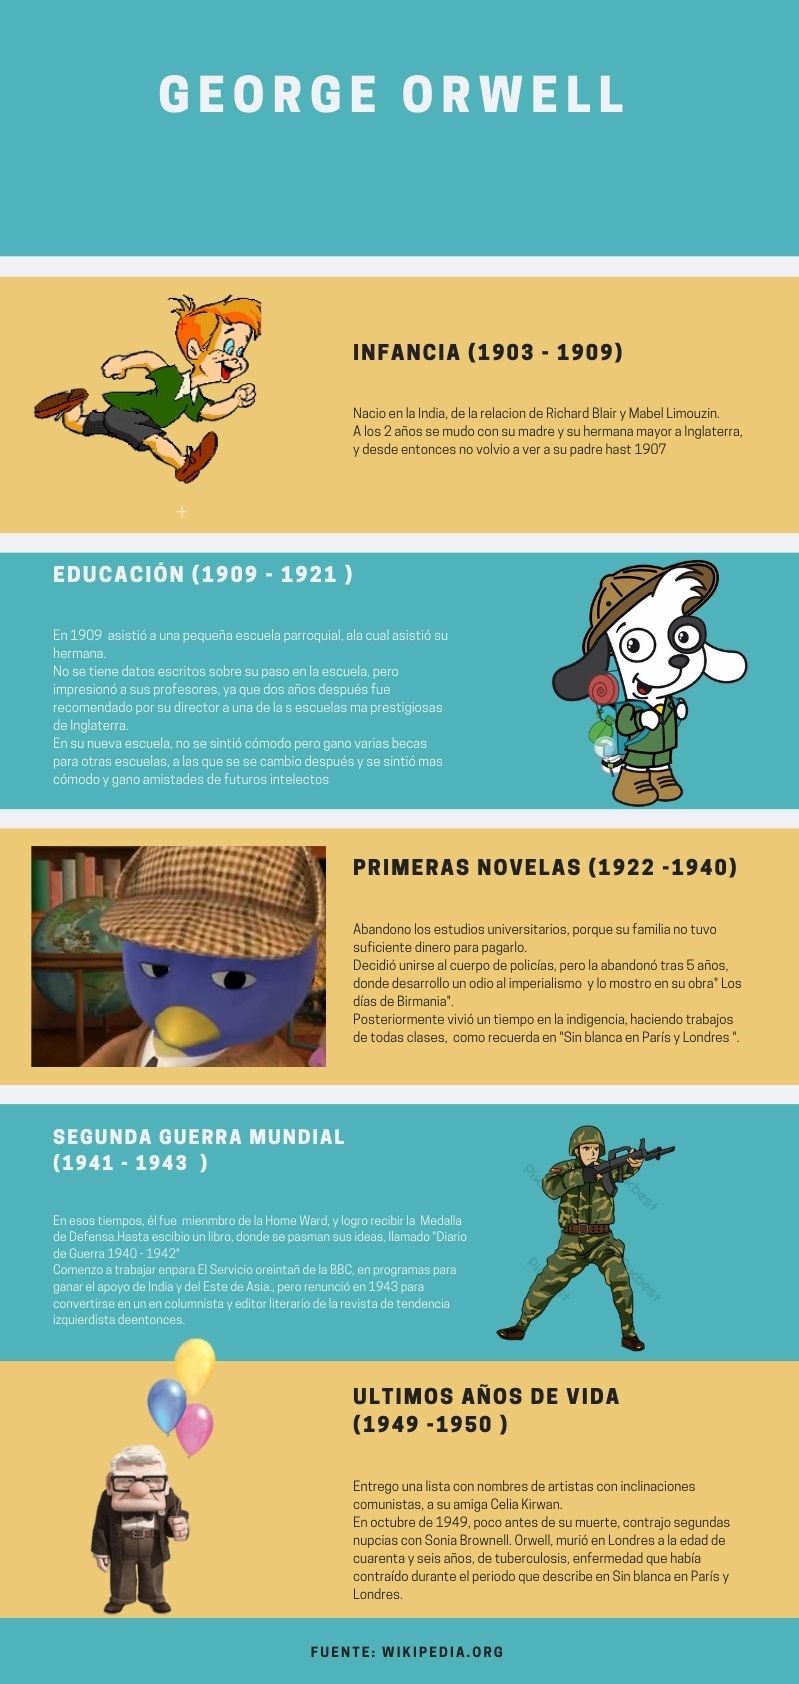 GEORGE ORWELL
INFANCIA (1903 - 1909)
Nacio en la India, de la relacion de Richard Blair y Mabel Limouzin.
A los 2 años se mudo con su madre y su hermana mayor a Inglaterra,
y desde entonces no volvio a ver a su padre hast 1907
EDUCACIÓN (1909 - 1921 )
En 1909  asistió a una pequeña escuela parroquial, ala cual asistió su
hermana.
No se tiene datos escritos sobre su paso en la escuela, pero
impresionó a sus profesores, ya que dos años después fue
recomendado por su director a una de la s escuelas ma prestigiosas
de Inglaterra.
En su nueva escuela, no se sintió cómodo pero gano varias becas
para otras escuelas, a las que se se cambio después y se sintió mas
cómodo y gano amistades de futuros intelectos
PRIMERAS NOVELAS (1922 -1940)
Abandono los estudios universitarios, porque su familia no tuvo
suficiente dinero para pagarlo.
Decidió unirse al cuerpo de policías, pero la abandonó tras 5 años,
donde desarrollo un odio al imperialismo  y lo mostro en su obra" Los
días de Birmania".
Posteriormente vivió un tiempo en la indigencia, haciendo trabajos
de todas clases,  como recuerda en "Sin blanca en París y Londres ".
SEGUNDA GUERRA MUNDIAL
(1941 - 1943  )
En esos tiempos, él fue  mienmbro de la Home Ward, y logro recibir la  Medalla
de Defensa.Hasta escibio un libro, donde se pasman sus ideas, llamado "Diario
de Guerra 1940 - 1942"
Comenzo a trabajar enpara El Servicio oreintañ de la BBC, en programas para
ganar el apoyo de India y del Este de Asia., pero renunció en 1943 para
convertirse en un en columnista y editor literario de la revista de tendencia
izquierdista deentonces.
ULTIMOS AÑOS DE VIDA
(1949 -1950 )
Entrego una lista con nombres de artistas con inclinaciones
comunistas, a su amiga Celia Kirwan.
En octubre de 1949, poco antes de su muerte, contrajo segundas
nupcias con Sonia Brownell. Orwell, murió en Londres a la edad de
cuarenta y seis años, de tuberculosis, enfermedad que había
contraído durante el periodo que describe en Sin blanca en París y
Londres.
FUENTE: WIKIPEDIA.ORG